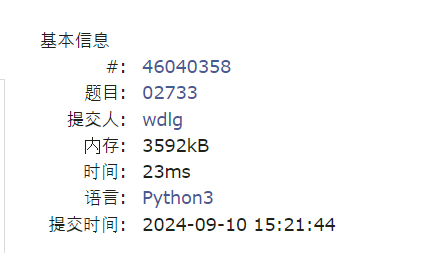 基本信息
#: 46040358
题目: 02733
提交人: wdlg
内存: 3592kB
时间: 23ms
语言: Python3
提交时间: 2024-09-10 15:21:44